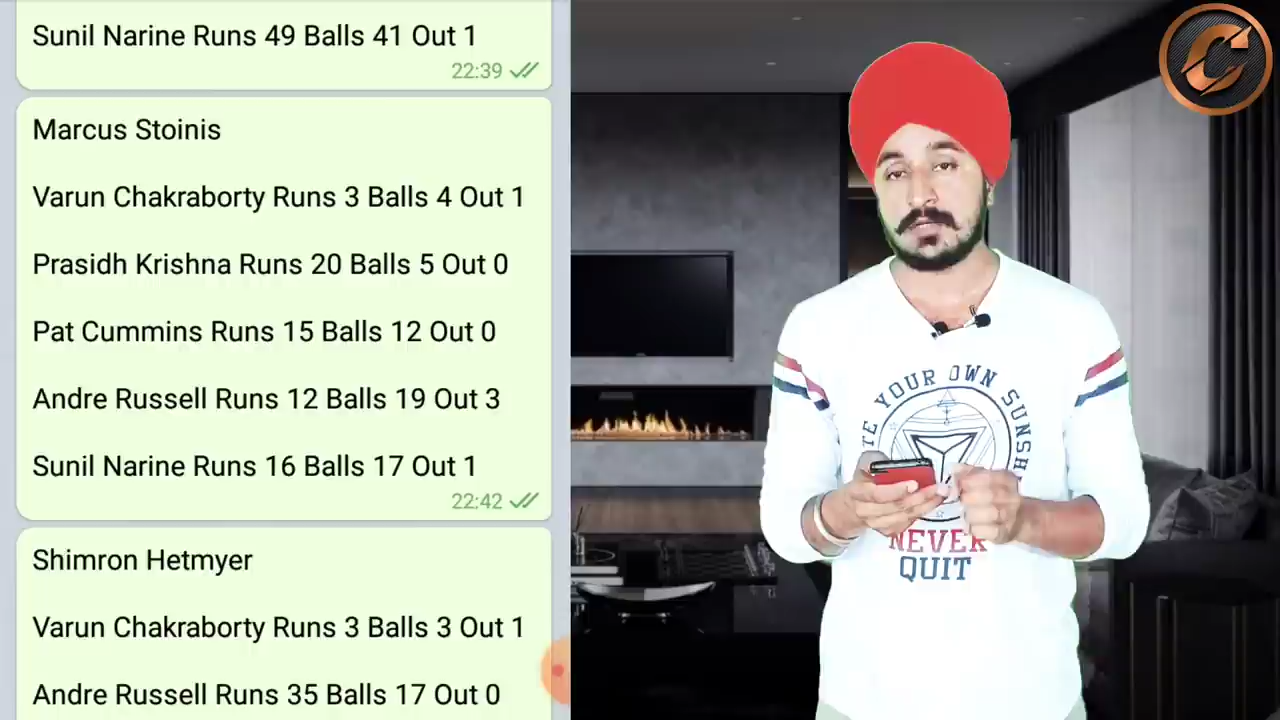 Sunil Narine Runs 49 Balls 41 Out 1
22:39
Marcus Stoinis
Varun Chakraborty Runs 3 Balls 4 Out 1
Prasidh Krishna Runs 20 Balls 5 Out 0
Pat Cummins Runs 15 Balls 12 Out 0
Andre Russell Runs 12 Balls 19 Out 3
Sunil Narine Runs 16 Balls 17 Out 1
22:42
Shimron Hetmyer
Varun Chakraborty Runs 3 Balls 3 Out 1
Andre Russell Runs 35 Balls 17 Out 0
C
YOUR OWN
NEVER
QUIT